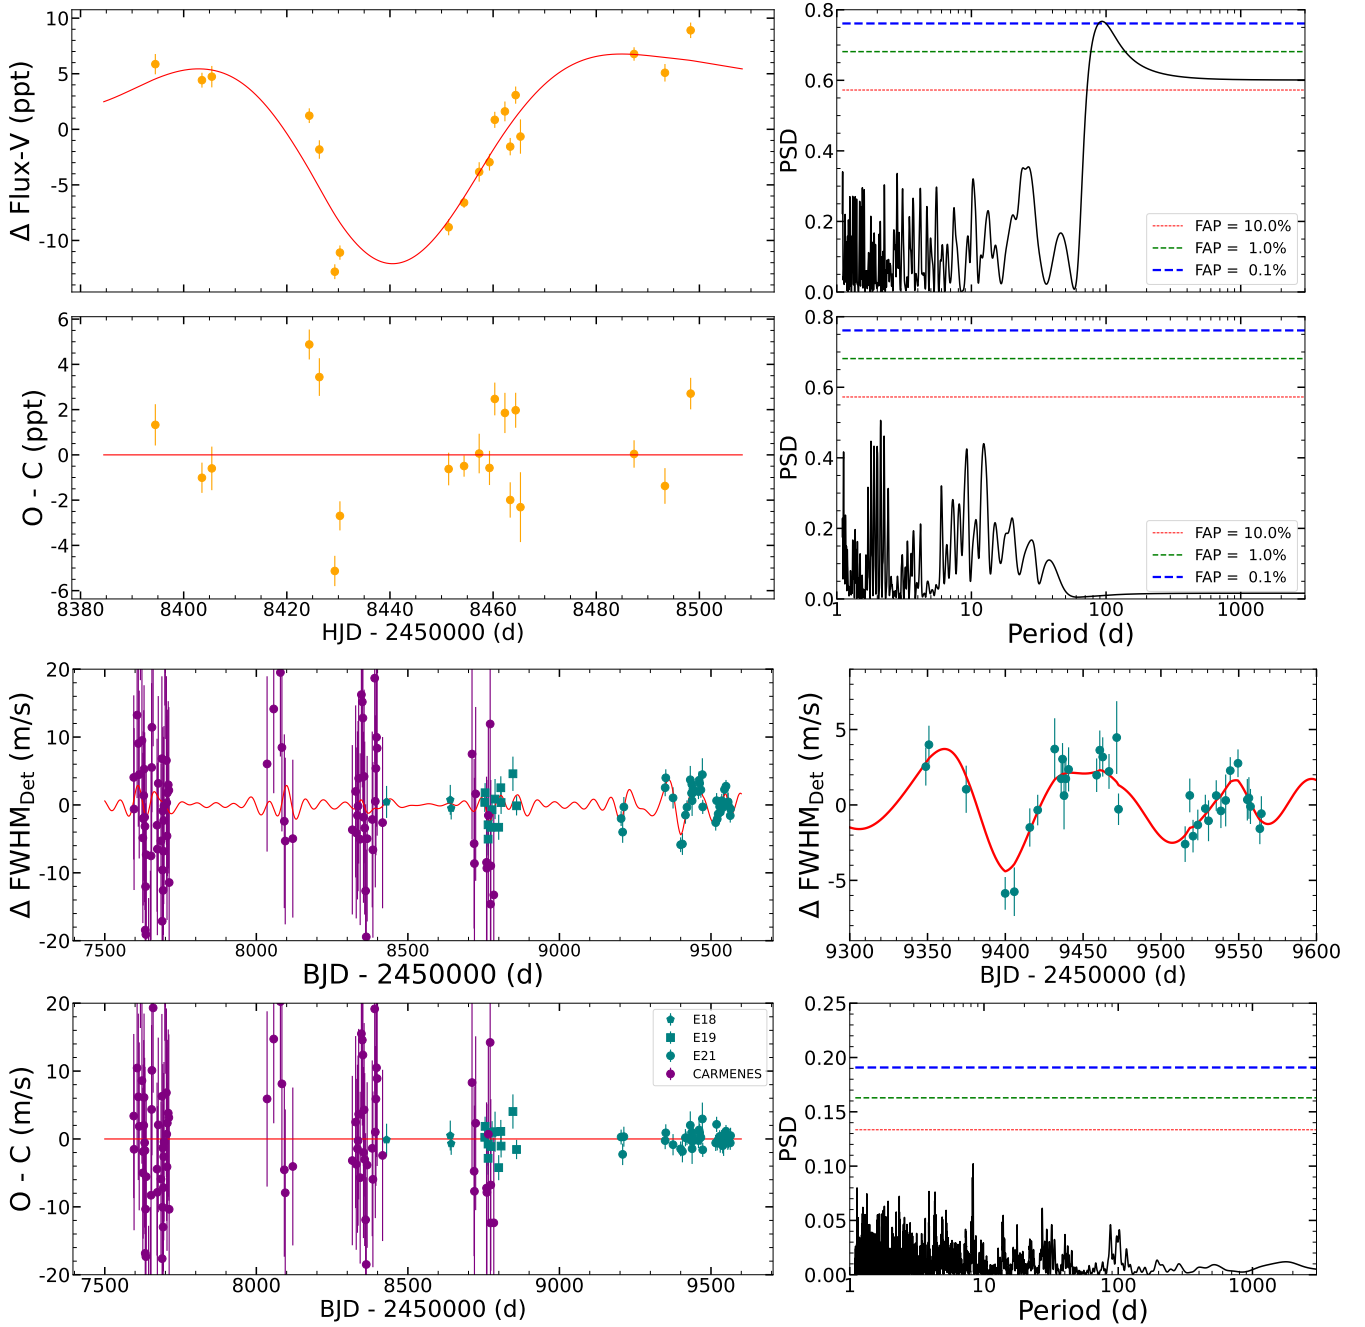 10
5
0
-5
-10
Δ Flux-V (ppt)
0.8
0.6
0.4
0.2
0.0
PSD
FAP = 10.0%
FAP = 1.0%
FAP = 0.1%
6
4
2
0
-2
-4
-6
O - C (ppt)
8380 8400 8420 8440 8460 8480 8500
HJD - 2450000 (d)
0.8
0.6
0.4
0.2
0.0
PSD
FAP = 10.0%
FAP = 1.0%
FAP = 0.1%
1 10 100 1000
Period (d)
20
10
0
-10
-20
Δ FWHM_Det (m/s)
7500 8000 8500 9000 9500
BJD - 2450000 (d)
5
0
-5
Δ FWHM_Det (m/s)
9300 9350 9400 9450 9500 9550 9600
BJD - 2450000 (d)
20
10
0
-10
-20
O - C (m/s)
E18
E19
E21
CARMENES
7500 8000 8500 9000 9500
BJD - 2450000 (d)
0.25
0.20
0.15
0.10
0.05
0.00
PSD
1 10 100 1000
Period (d)